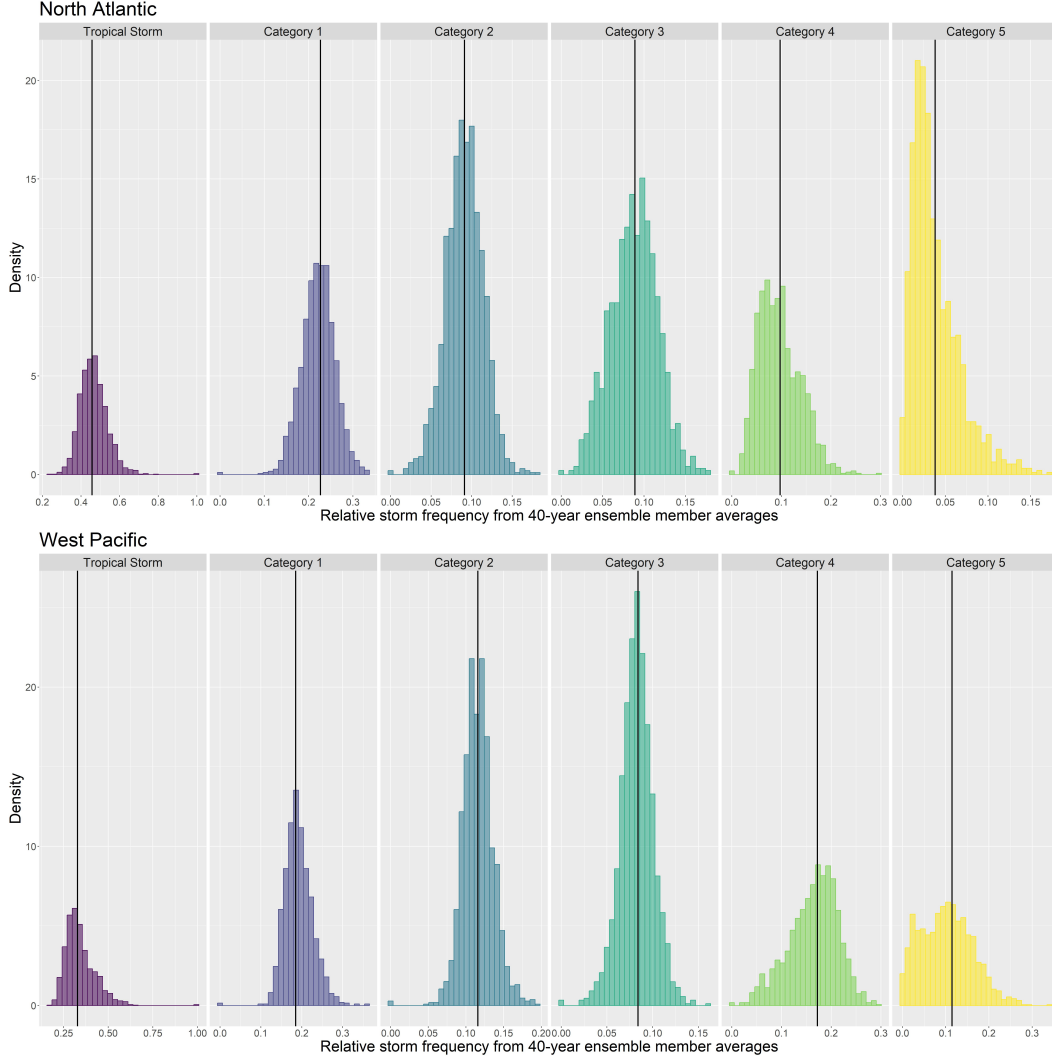 North Atlantic
Tropical Storm Category 1 Category 2 Category 3 Category 4 Category 5
20
15
10
5
0
Density
0.2 0.4 0.6 0.8 1.0 0.0 0.1 0.2 0.3 0.00 0.05 0.10 0.15 0.00 0.05 0.10 0.15 0.0 0.1 0.2 0.3 0.00 0.05 0.10 0.15
Relative storm frequency from 40-year ensemble member averages
West Pacific
Tropical Storm Category 1 Category 2 Category 3 Category 4 Category 5
20
10
0
Density
0.25 0.50 0.75 1.00 0.0 0.1 0.2 0.3 0.00 0.05 0.10 0.15 0.20 0.00 0.05 0.10 0.15 0.0 0.1 0.2 0.3 0.0 0.1 0.2 0.3
Relative storm frequency from 40-year ensemble member averages